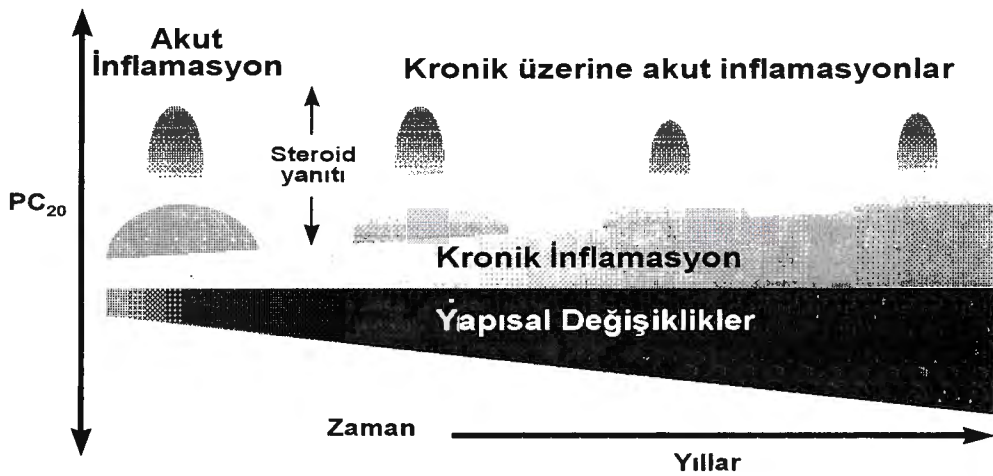 Akut
İnflamasyon
Kronik üzerine akut inflamasyonlar
Steroid
yanıtı
PC20
Kronik İnflamasyon
Yapısal Değişiklikler
Zaman
Yıllar